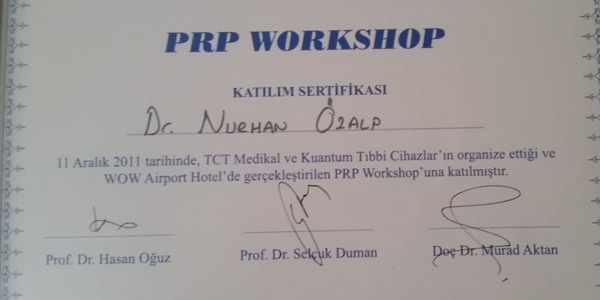 PRP WORKSHOP
KATILIM SERTİFİKASI
Dr. NURHAN ÖZALP
11 Aralık 2011 tarihinde, TCT Medikal ve Kuantum Tıbbi Cihazlar'ın organize ettiği ve
WOW Airport Hotel'de gerçekleştirilen PRP Workshop'una katılmıştır.
Prof. Dr. Hasan Oğuz
Prof. Dr. Selçuk Duman
Doç Dr. Murad Aktan